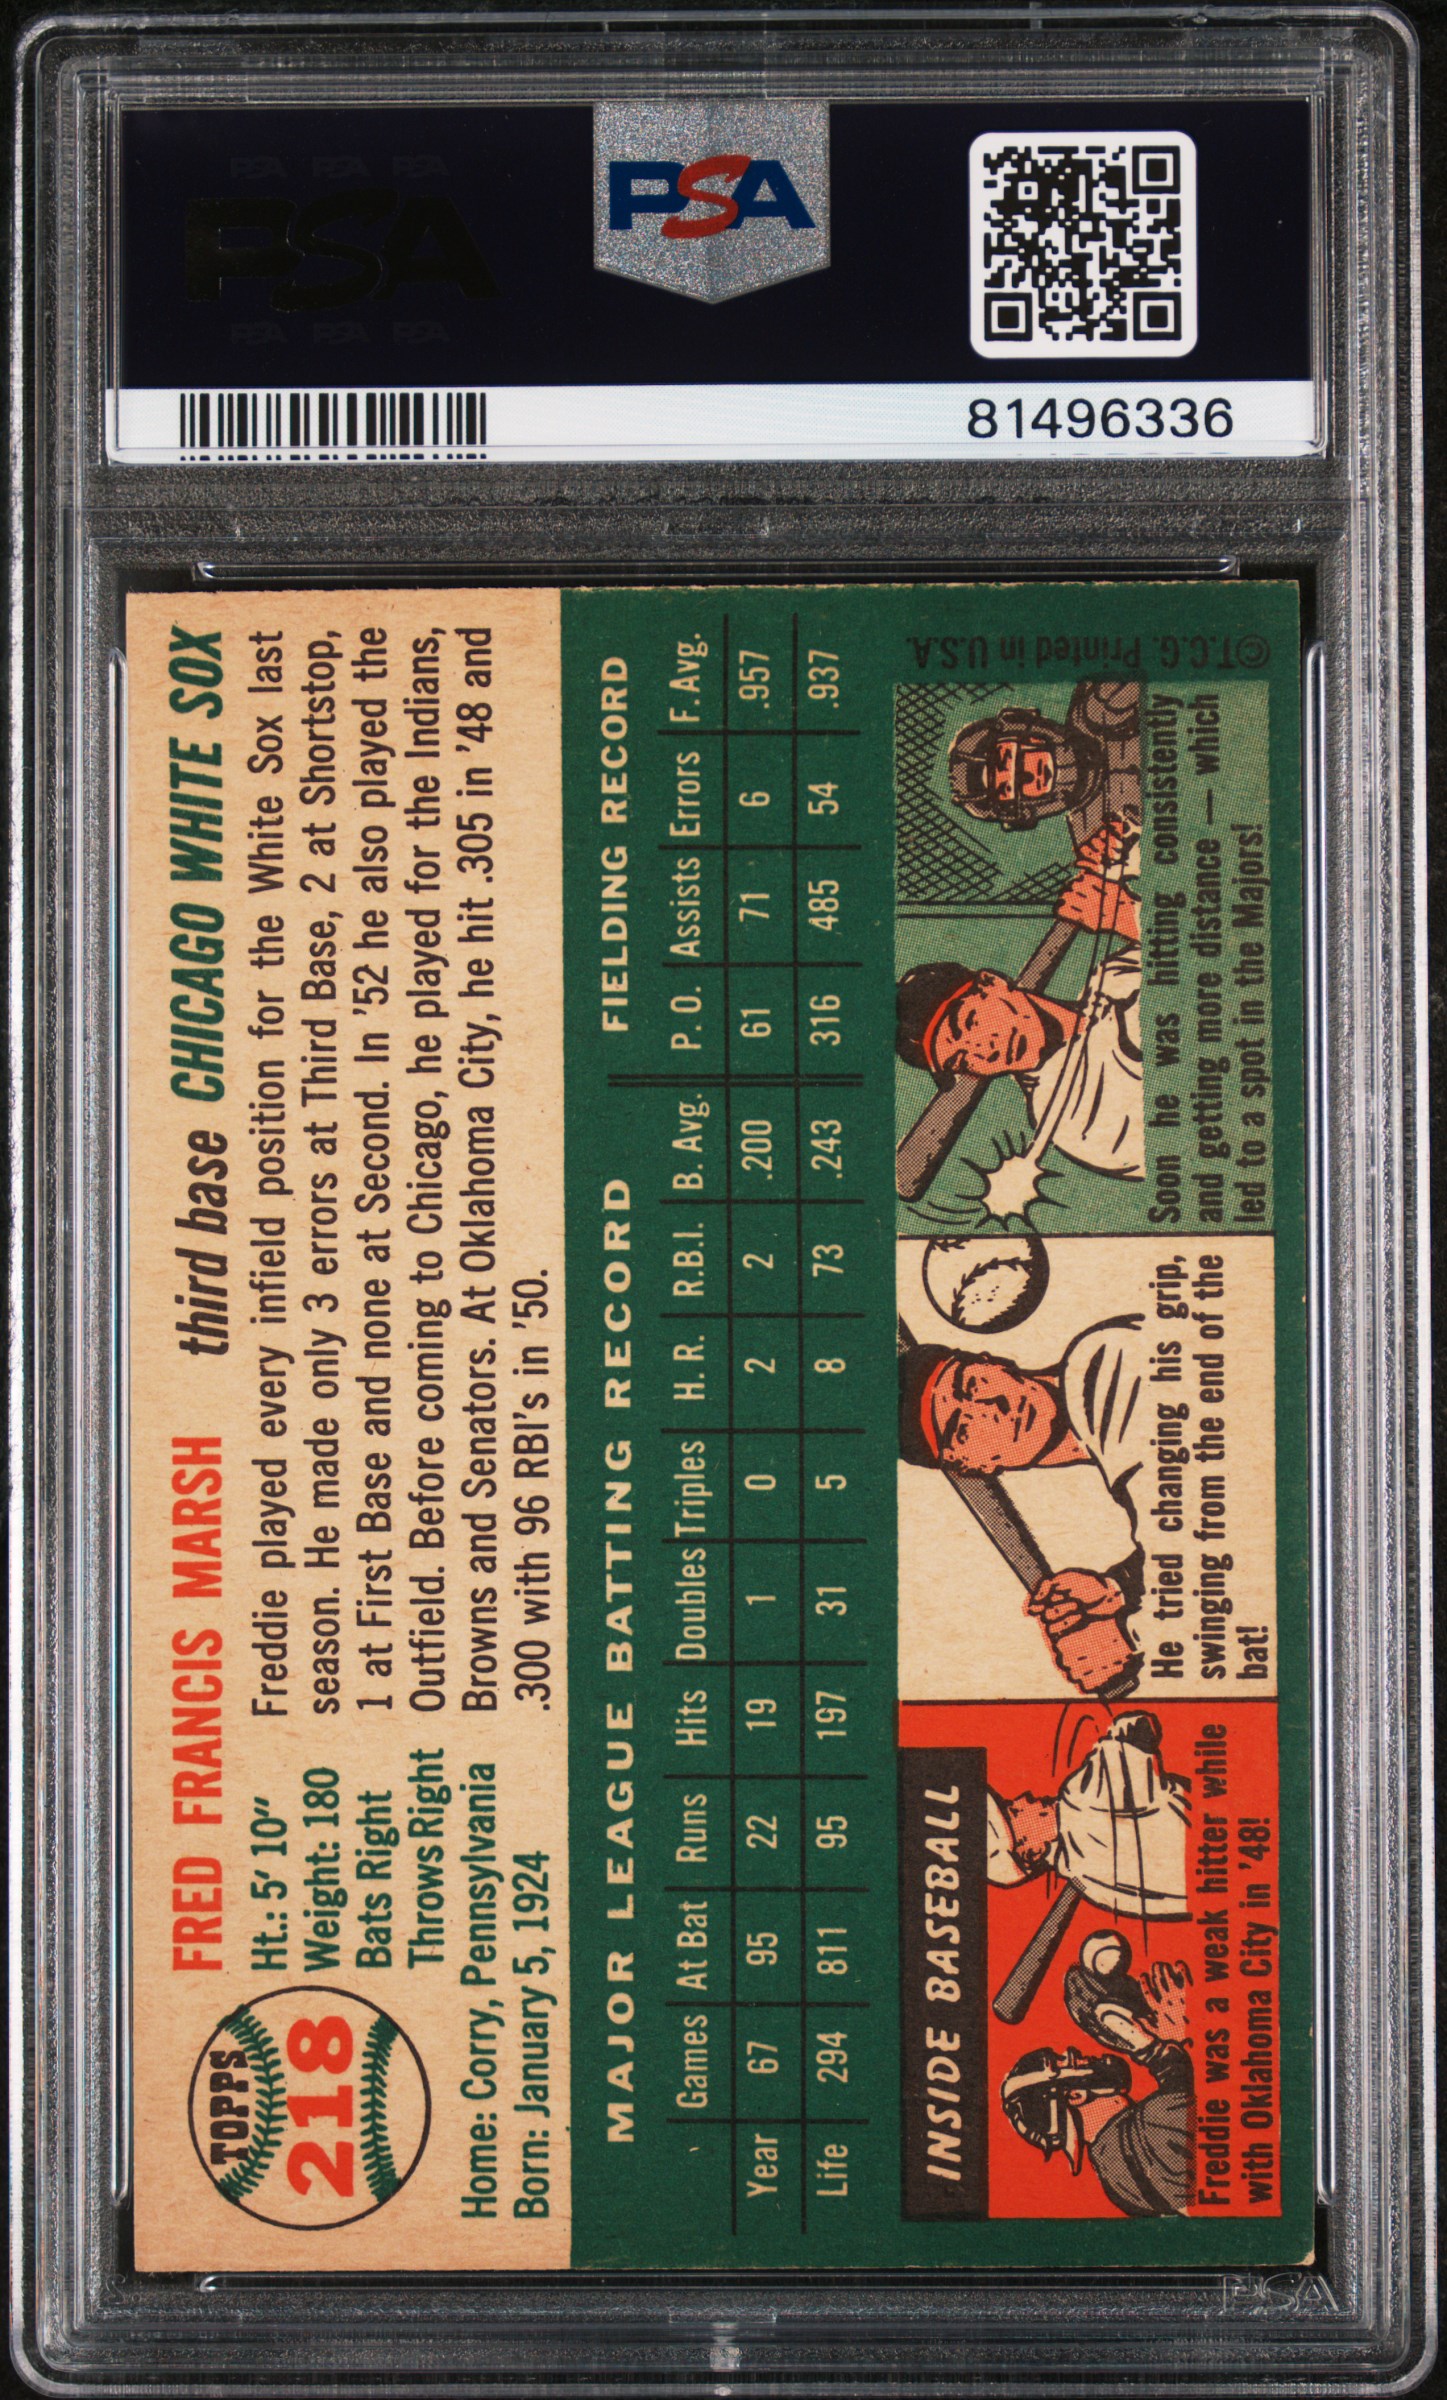 PSA PSA PSA
PSA
PSA PSA PSA
PSA
81496336
TOPPS
218
FRED FRANCIS MARSH third base CHICAGO WHITE SOX
Ht.: 5' 10"
Weight: 180
Bats Right
Throws Right
Home: Corry, Pennsylvania
Born: January 5, 1924
Freddie played every infield position for the White Sox last
season. He made only 3 errors at Third Base, 2 at Shortstop,
1 at First Base and none at Second. In '52 he also played the
Outfield. Before coming to Chicago, he played for the Indians,
Browns and Senators. At Oklahoma City, he hit .305 in '48 and
.300 with 96 RBI's in '50.
MAJOR LEAGUE BATTING RECORD FIELDING RECORD
Games At Bat Runs Hits Doubles Triples H. R. R.B.I. B. Avg. P. O. Assists Errors F. Avg.
Year 67 95 22 19 1 0 2 2 .200 61 71 6 .957
Life 294 811 95 197 31 5 8 73 .243 316 485 54 .937
INSIDE BASEBALL
Freddie was a weak hitter while
with Oklahoma City in '48!
He tried changing his grip,
swinging from the end of the
bat!
Soon he was hitting consistently
and getting more distance — which
led to a spot in the Majors!
©T.C.G. Printed in U.S.A.
PSA